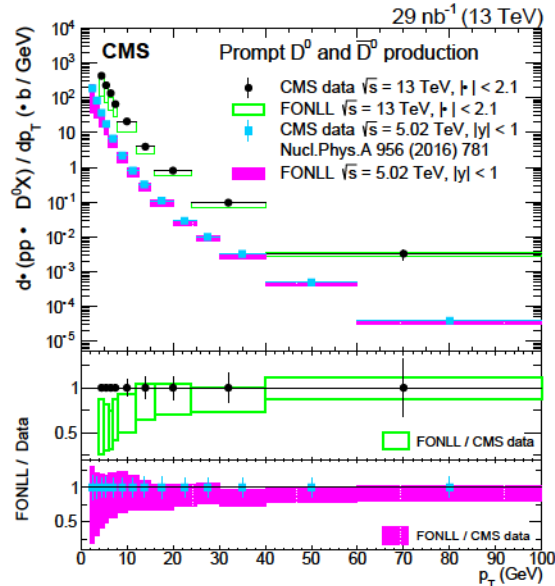 29 nb⁻¹ (13 TeV)
CMS
Prompt D⁰ and D̅⁰ production
CMS data √s = 13 TeV, |•| < 2.1
FONLL √s = 13 TeV, |•| < 2.1
CMS data √s = 5.02 TeV, |y| < 1
Nucl.Phys.A 956 (2016) 781
FONLL √s = 5.02 TeV, |y| < 1
d• (pp • D⁰X) / dp_T (• b / GeV)
10⁴
10³
10²
10
1
10⁻¹
10⁻²
10⁻³
10⁻⁴
10⁻⁵
FONLL / Data
1
0.5
FONLL / CMS data
1
0.5
FONLL / CMS data
0 10 20 30 40 50 60 70 80 90 100
p_T (GeV)